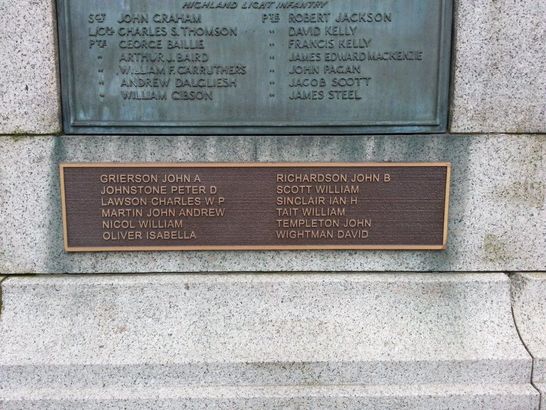 HIGHLAND LIGHT INFANTRY
SGT JOHN GRAHAM
L/CPL CHARLES S. THOMSON
PTE GEORGE BAILLIE
" ARTHUR J. BAIRD
" WILLIAM F. CARRUTHERS
" ANDREW DALGLIESH
" WILLIAM GIBSON
PTE ROBERT JACKSON
" DAVID KELLY
" FRANCIS KELLY
" JAMES EDWARD MACKENZIE
" JOHN PAGAN
" JACOB SCOTT
" JAMES STEEL
GRIERSON JOHN A
JOHNSTONE PETER D
LAWSON CHARLES W P
MARTIN JOHN ANDREW
NICOL WILLIAM
OLIVER ISABELLA
RICHARDSON JOHN B
SCOTT WILLIAM
SINCLAIR IAN H
TAIT WILLIAM
TEMPLETON JOHN
WIGHTMAN DAVID